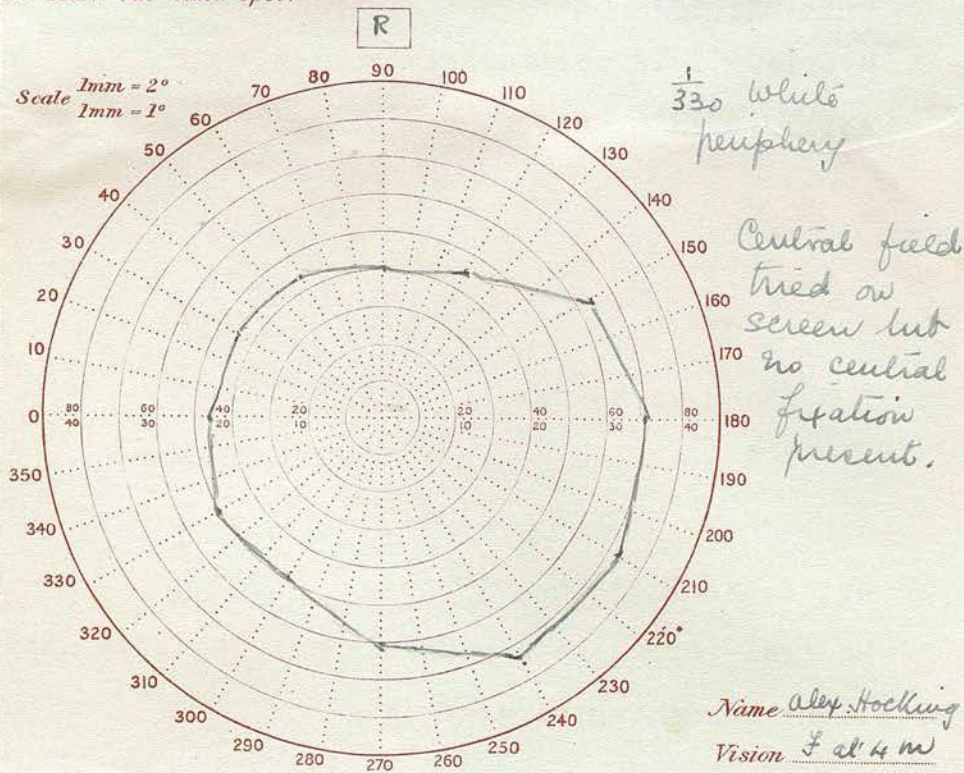 R
Scale 1mm = 2°
1mm = 1°
1/330 White
periphery
Central field
tried on
screen but
no central
fixation
present.
0 10 20 30 40 50 60 70 80 90 100 110 120 130 140 150 160 170 180 190 200 210 220° 230 240 250 260 270 280 290 300 310 320 330 340 350
80 60 40 20 20 40 60 80
40 30 20 10 10 20 30 40
Name Alex. Hocking
Vision at 4 m